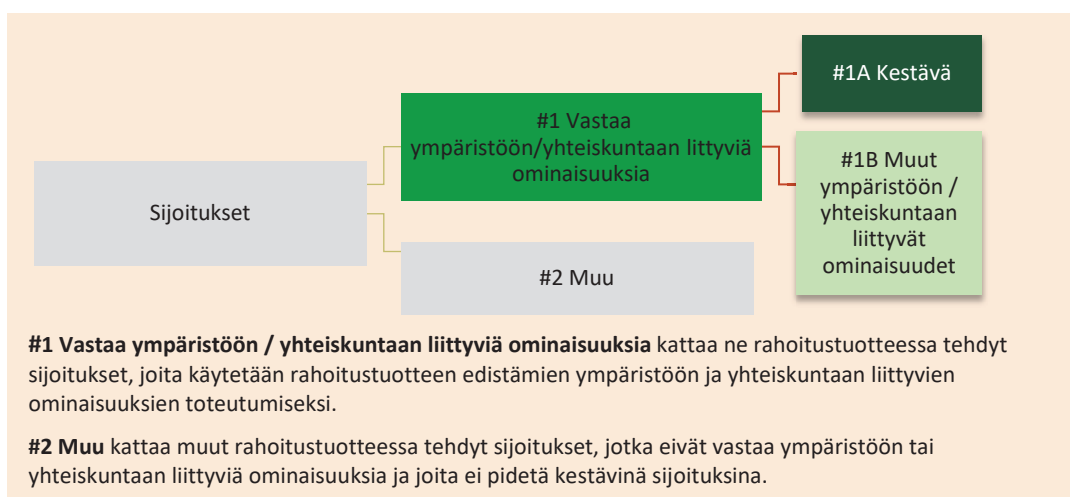 #1A Kestävä
#1 Vastaa
ympäristöön/yhteiskuntaan littyviä
ominaisuuksia
#1B Muut
ympäristöön /
yhteiskuntaan
liittyvät
ominaisuudet
Sijoitukset
#2 Muu
#1 Vastaa ympäristöön / yhteiskuntaan liittyviä ominaisuuksia kattaa ne rahoitustuotteessa tehdyt
sijoitukset, joita käytetään rahoitustuotteen edistämien ympäristöön ja yhteiskuntaan liittyvien
ominaisuuksien toteutumiseksi.
#2 Muu kattaa muut rahoitustuotteessa tehdyt sijoitukset, jotka eivät vastaa ympäristöön tai
yhteiskuntaan liittyviä ominaisuuksia ja joita ei pidetä kestävinä sijoituksina.